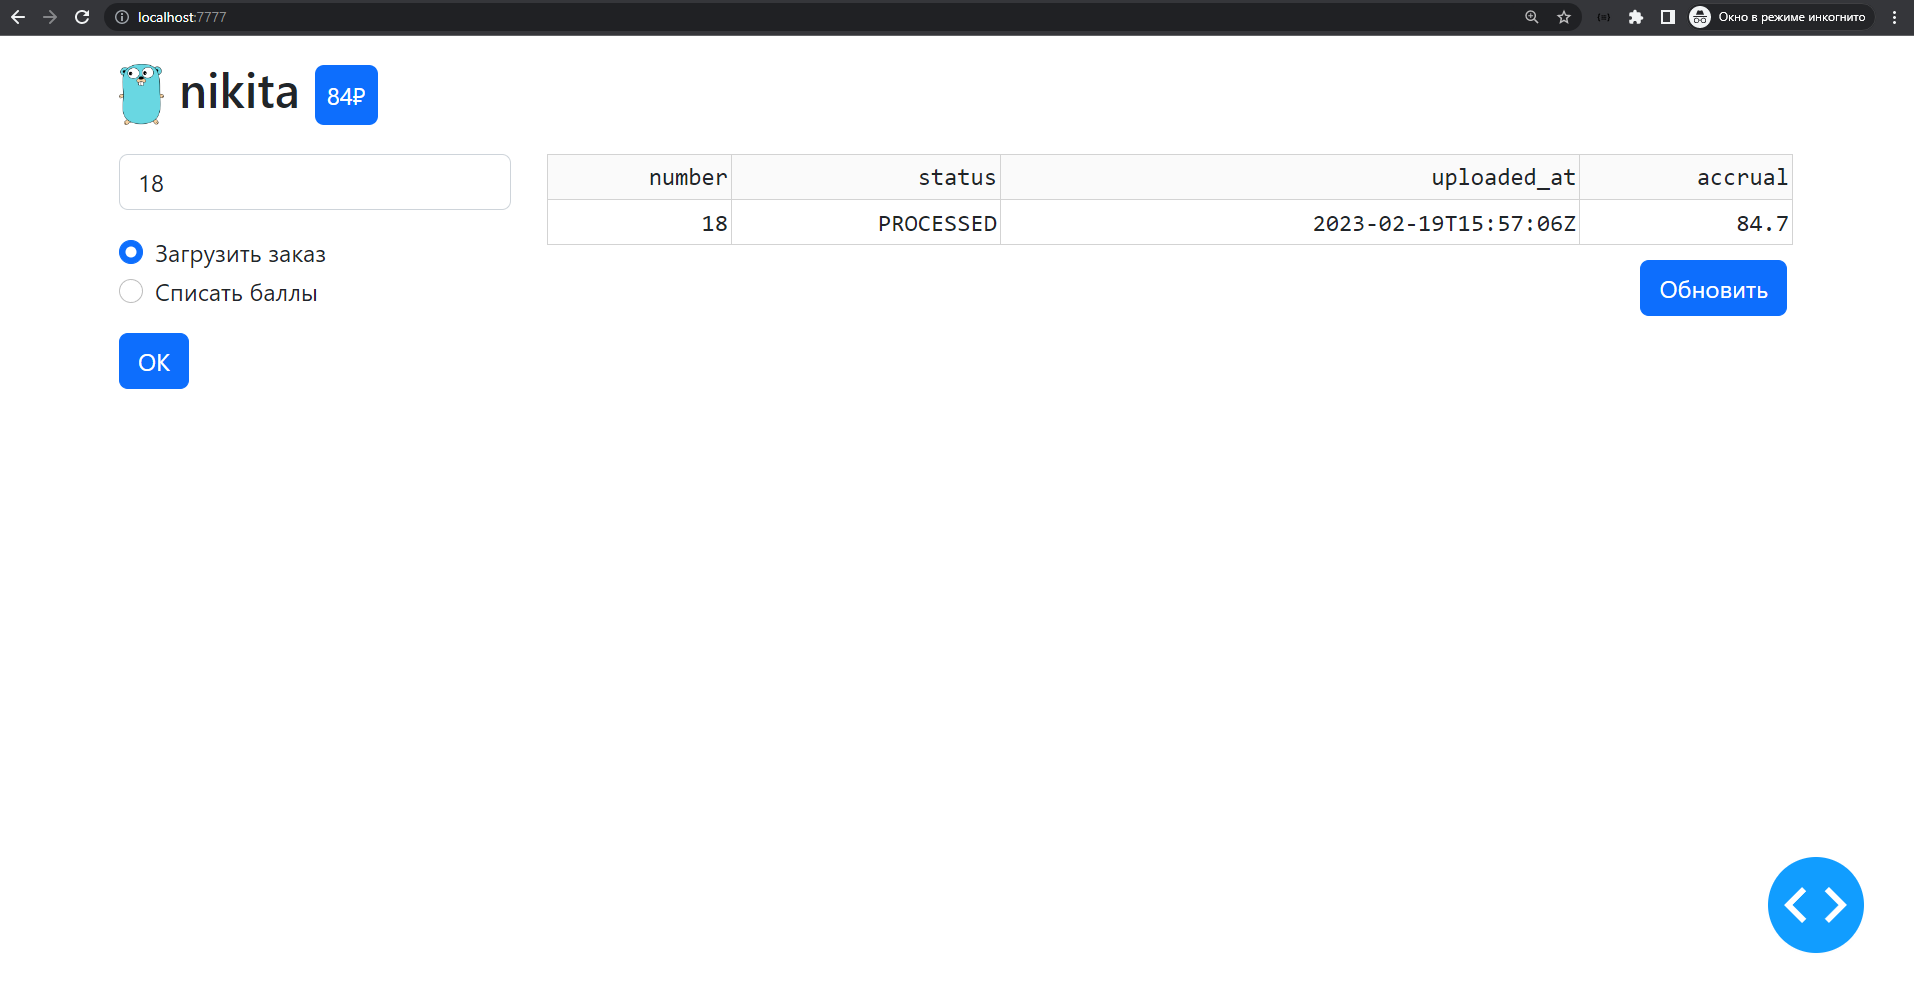 localhost:7777 Окно в режиме инкогнито
nikita 84₽
18
Загрузить заказ
Списать баллы
OK
number status uploaded_at accrual
18 PROCESSED 2023-02-19T15:57:06Z 84.7
Обновить